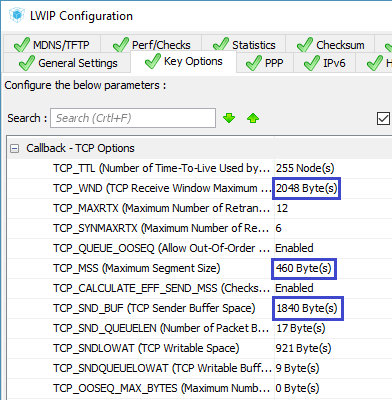 LWIP Configuration
MDNS/TFTP Perf/Checks Statistics Checksum
General Settings Key Options PPP IPv6 H
Configure the below parameters :
Search : Search (Crtl+F)
Callback - TCP Options
TCP_TTL (Number of Time-To-Live Used by... 255 Node(s)
TCP_WND (TCP Receive Window Maximum ... 2048 Byte(s)
TCP_MAXRTX (Maximum Number of Retran... 12
TCP_SYNMAXRTX (Maximum Number of Re... 6
TCP_QUEUE_OOSEQ (Allow Out-Of-Order ... Enabled
TCP_MSS (Maximum Segment Size) 460 Byte(s)
TCP_CALCULATE_EFF_SEND_MSS (Checks... Enabled
TCP_SND_BUF (TCP Sender Buffer Space) 1840 Byte(s)
TCP_SND_QUEUELEN (Number of Packet B... 17 Byte(s)
TCP_SNDLOWAT (TCP Writable Space) 921 Byte(s)
TCP_SNDQUEUELOWAT (TCP Writable Buff... 9 Byte(s)
TCP_OOSEQ_MAX_BYTES (Maximum Numb... 0 Byte(s)